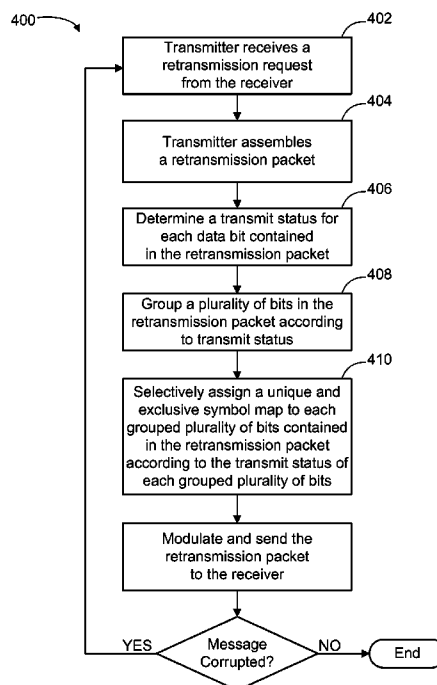 400
402
Transmitter receives a
retransmission request
from the receiver
404
Transmitter assembles
a retransmission packet
406
Determine a transmit status for
each data bit contained
in the retransmission packet
408
Group a plurality of bits in the
retransmission packet according
to transmit status
410
Selectively assign a unique and
exclusive symbol map to each
grouped plurality of bits contained
in the retransmission packet
according to the transmit status of
each grouped plurality of bits
Modulate and send the
retransmission packet
to the receiver
YES
Message
Corrupted?
NO
End